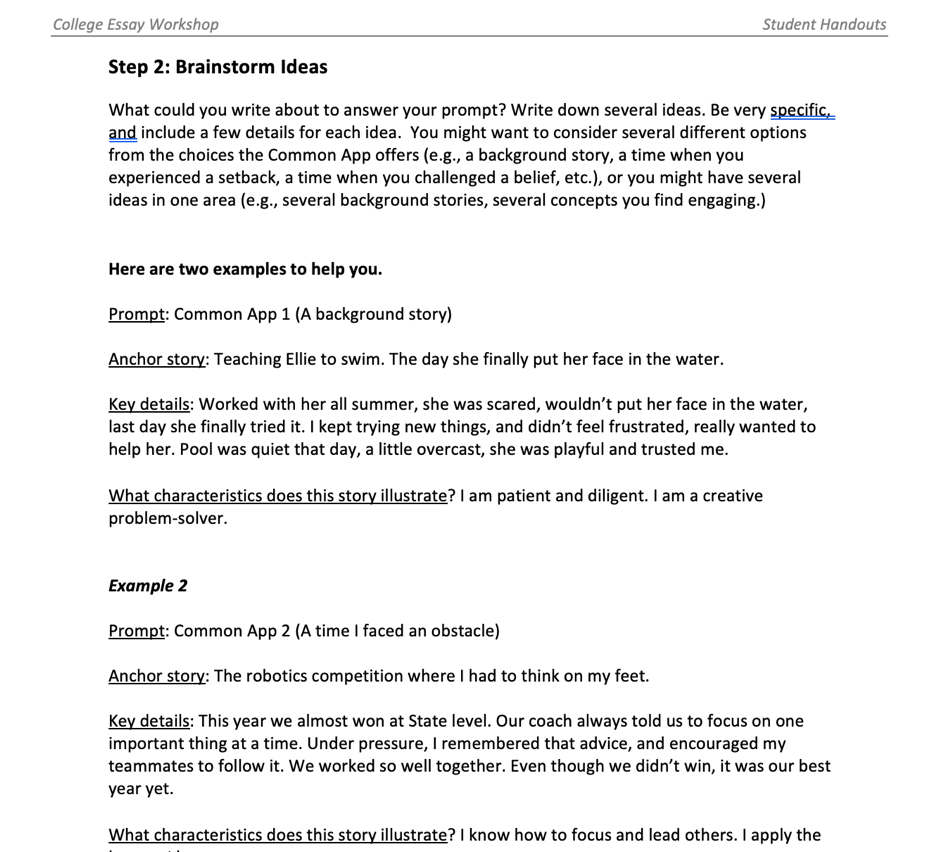 College Essay Workshop Student Handouts
Step 2: Brainstorm Ideas
What could you write about to answer your prompt? Write down several ideas. Be very specific,
and include a few details for each idea.  You might want to consider several different options
from the choices the Common App offers (e.g., a background story, a time when you
experienced a setback, a time when you challenged a belief, etc.), or you might have several
ideas in one area (e.g., several background stories, several concepts you find engaging.)
Here are two examples to help you.
Prompt: Common App 1 (A background story)
Anchor story: Teaching Ellie to swim. The day she finally put her face in the water.
Key details: Worked with her all summer, she was scared, wouldn’t put her face in the water,
last day she finally tried it. I kept trying new things, and didn’t feel frustrated, really wanted to
help her. Pool was quiet that day, a little overcast, she was playful and trusted me.
What characteristics does this story illustrate? I am patient and diligent. I am a creative
problem-solver.
Example 2
Prompt: Common App 2 (A time I faced an obstacle)
Anchor story: The robotics competition where I had to think on my feet.
Key details: This year we almost won at State level. Our coach always told us to focus on one
important thing at a time. Under pressure, I remembered that advice, and encouraged my
teammates to follow it. We worked so well together. Even though we didn’t win, it was our best
year yet.
What characteristics does this story illustrate? I know how to focus and lead others. I apply the